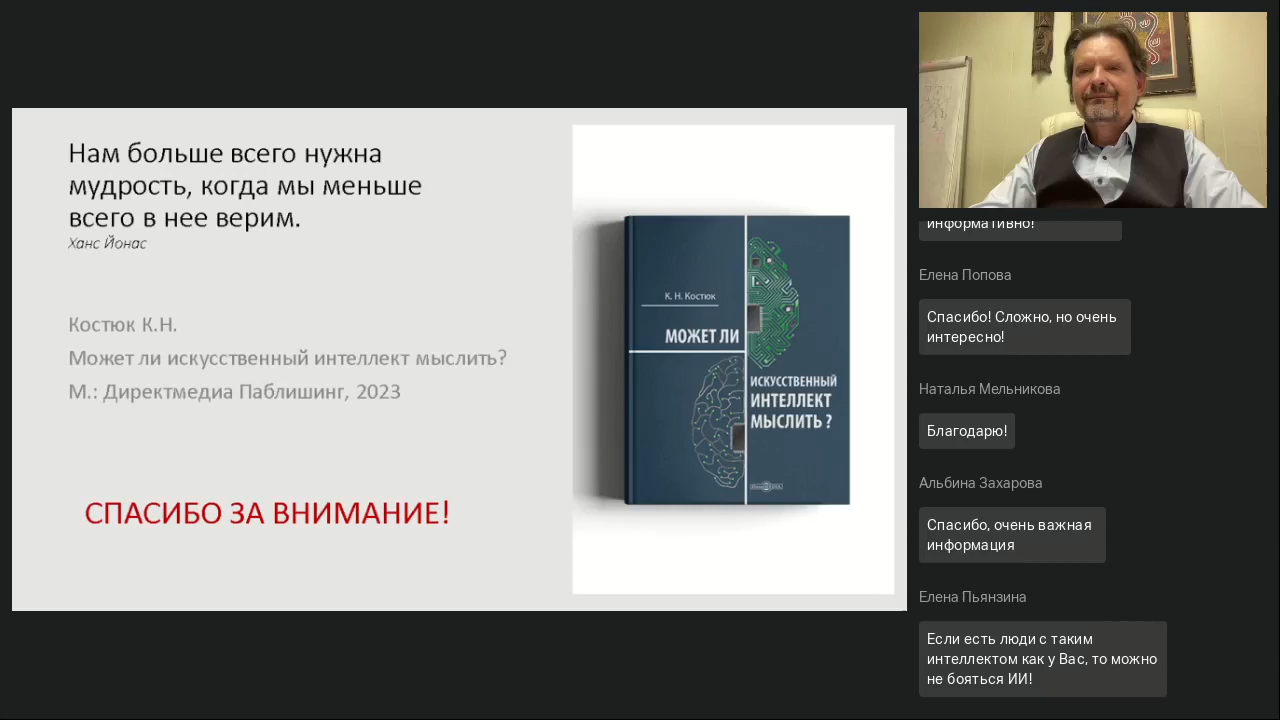 Нам больше всего нужна
мудрость, когда мы меньше
всего в нее верим.
Ханс Йонас
Костюк К.Н.
Может ли искусственный интеллект мыслить?
М.: Директмедиа Паблишинг, 2023
СПАСИБО ЗА ВНИМАНИЕ!
К. Н. Костюк
МОЖЕТ ЛИ
ИСКУССТВЕННЫЙ
ИНТЕЛЛЕКТ
МЫСЛИТЬ ?
информативно!
Елена Попова
Спасибо! Сложно, но очень
интересно!
Наталья Мельникова
Благодарю!
Альбина Захарова
Спасибо, очень важная
информация
Елена Пьянзина
Если есть люди с таким
интеллектом как у Вас, то можно
не бояться ИИ!